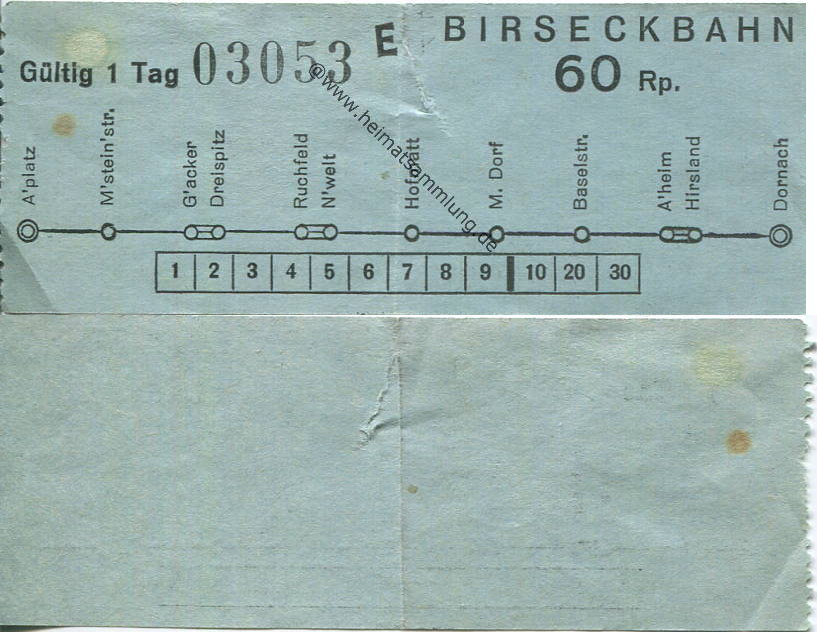 BIRSECKBAHN
Gültig 1 Tag 03053 E 60 Rp.
A'platz
M'stein'str.
G'acker
Dreispitz
Ruchfeld
N'welt
Hofmatt
M. Dorf
Baselstr.
A'heim
Hirsland
Dornach
1 2 3 4 5 6 7 8 9 10 20 30
@www.heimatsammlung.de